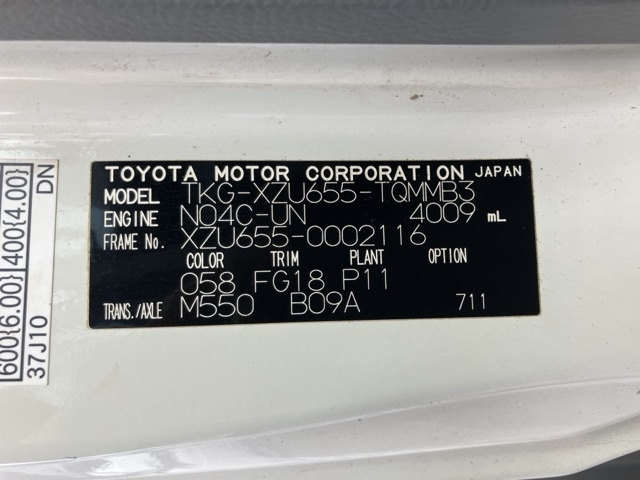 TOYOTA MOTOR CORPORATION JAPAN
MODEL TKG-XZU655-TQMMB3
ENGINE N04C-UN 4009 mL
FRAME No. XZU655-0002116
COLOR TRIM PLANT OPTION
058 FG18 P11
TRANS./AXLE M550 B09A 711
600{6.00} 400{4.00}
37J10 DN